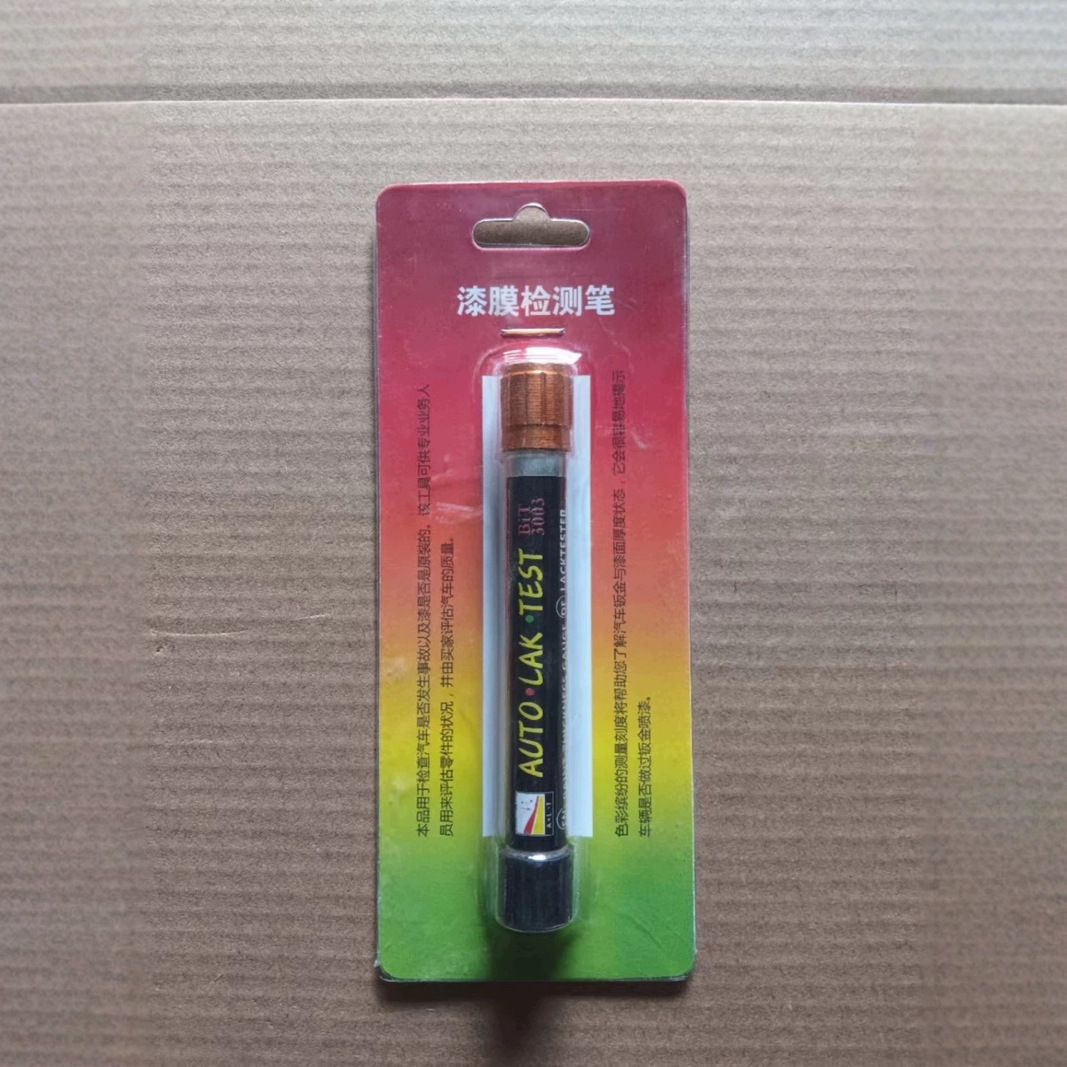 漆膜检测笔
本品用于检查汽车是否发生事故以及漆是否是原装的。该工具可供专业业务人
员用来评估零件的状况，并由买家评估汽车的质量。
AUTO·LAK·TEST
BiT
3003
LACKTESTER
A·L·T
色彩缤纷的测量刻度将帮助您了解汽车钣金与漆面厚度状态，它会很容易地揭示
车辆是否做过钣金喷漆。